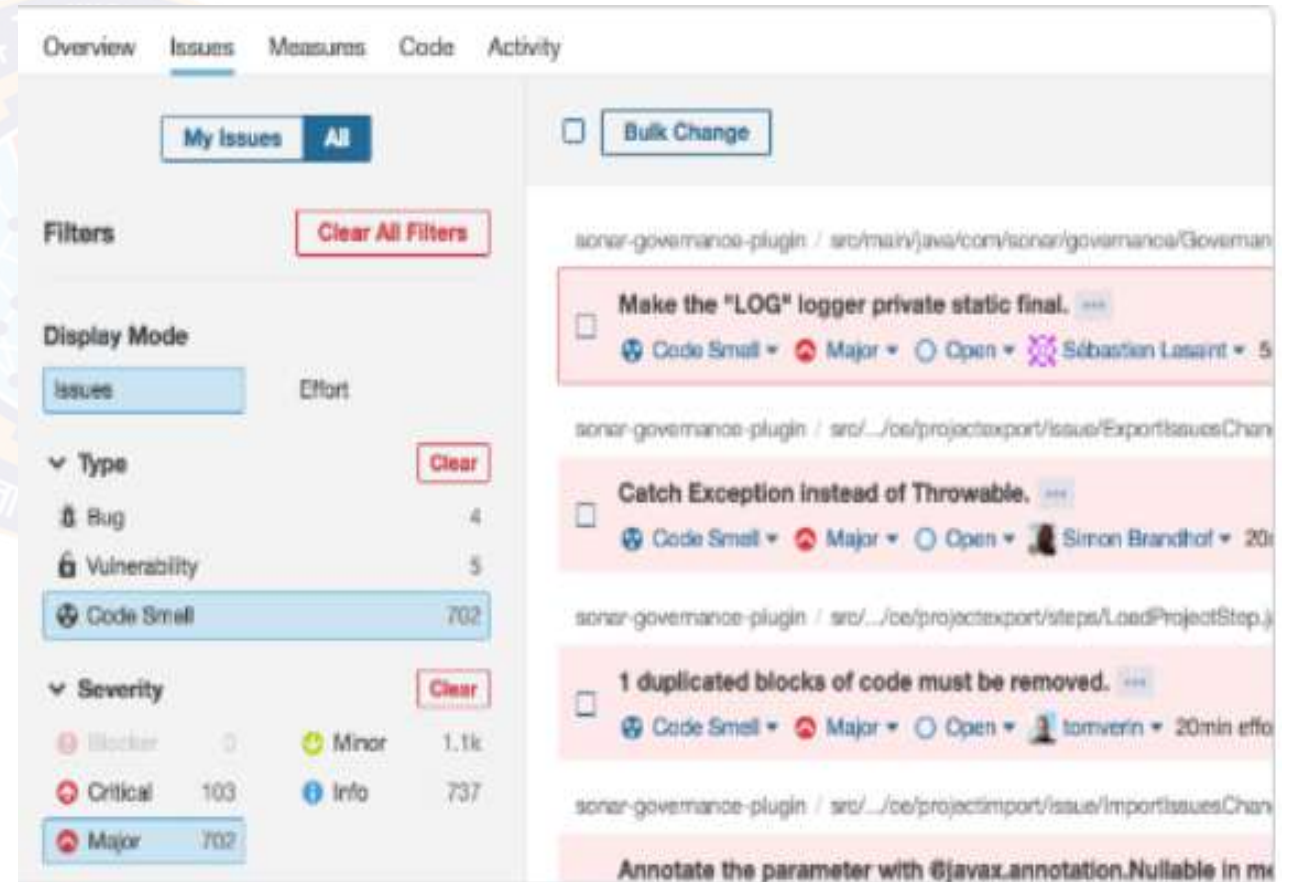 Overview Issues Measures Code Activity
My Issues All
Filters Clear All Filters
Display Mode
Issues Effort
Type Clear
Bug 4
Vulnerability 5
Code Smell 702
Severity Clear
Blocker 0 Minor 1.1k
Critical 103 Info 737
Major 702
Bulk Change
sonar-governance-plugin / src/main/java/com/sonar/governance/Governan
Make the "LOG" logger private static final.
Code Smell Major Open Sébastien Lesaint 5
sonar-governance-plugin / src/.../ce/projectexport/issue/ExportIssuesChan
Catch Exception instead of Throwable.
Code Smell Major Open Simon Brandhof 20
sonar-governance-plugin / src/.../ce/projectexport/steps/LoadProjectStep.j
1 duplicated blocks of code must be removed.
Code Smell Major Open tomverin 20min effo
sonar-governance-plugin / src/.../ce/projectimport/issue/ImportIssuesChan
Annotate the parameter with @javax.annotation.Nullable in me